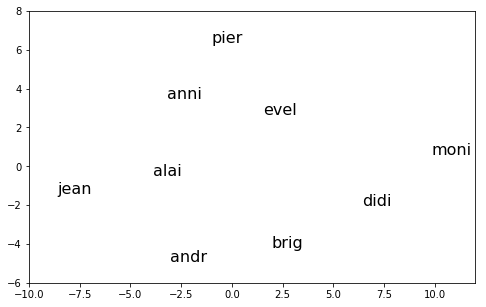 8
pier
6
anni
4
evel
2
moni
alai
0
jean
didi
-2
brig
-4
andr
-6
-10.0 -7.5 -5.0 -2.5 0.0 2.5 5.0 7.5 10.0